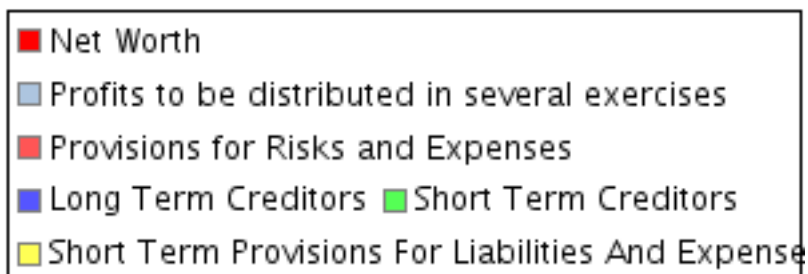 Net Worth
Profits to be distributed in several exercises
Provisions for Risks and Expenses
Long Term Creditors Short Term Creditors
Short Term Provisions For Liabilities And Expense